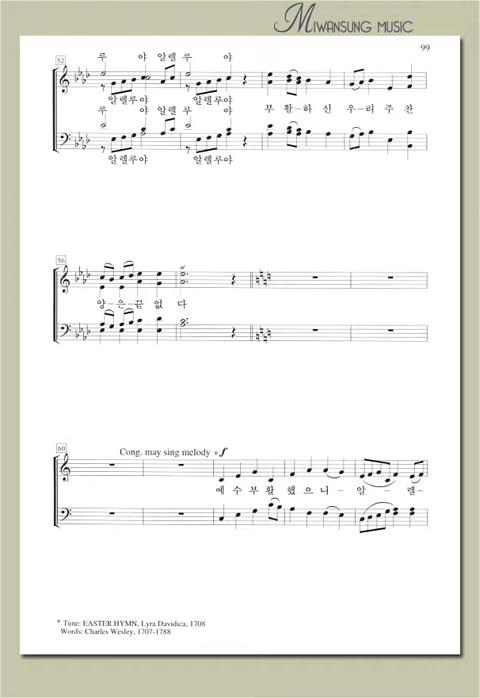 MIWANSUNG MUSIC
99
52
루 야 알렐 루 야
알렐루야 알렐루야
루 야 알렐 루 야 부 활-하 신 우-리 주 찬
알렐루야 알렐루야
56
양-은-끝 없 다
60
Cong. may sing melody * f
예 수 부 활 했 으 니 - 알 - 렐-
* Tune: EASTER HYMN, Lyra Davidica, 1708
Words: Charles Wesley, 1707-1788